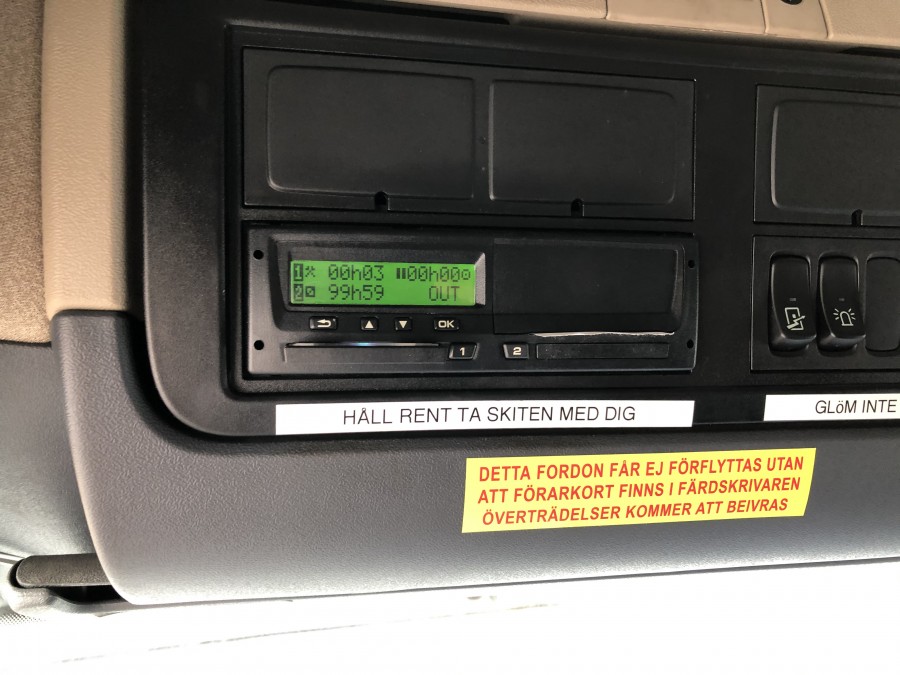 1 00h03 00h00
2 99h59 OUT
OK
1 2
HÅLL RENT TA SKITEN MED DIG
GLöM INTE
DETTA FORDON FÅR EJ FÖRFLYTTAS UTAN
ATT FÖRARKORT FINNS I FÄRDSKRIVAREN
ÖVERTRÄDELSER KOMMER ATT BEIVRAS